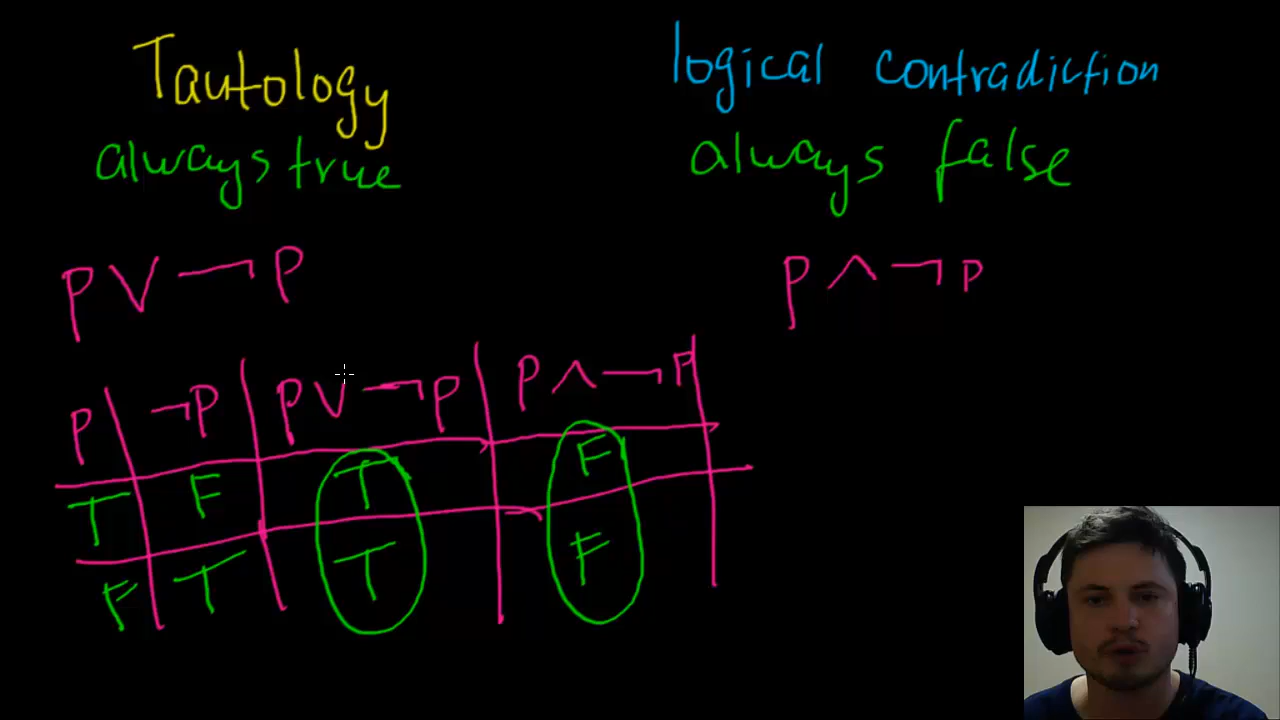 Tautology
always true
P ∨ ¬P
logical contradiction
always false
P ∧ ¬P
P ¬P P ∨ ¬P P ∧ ¬P
T F T F
F T T F